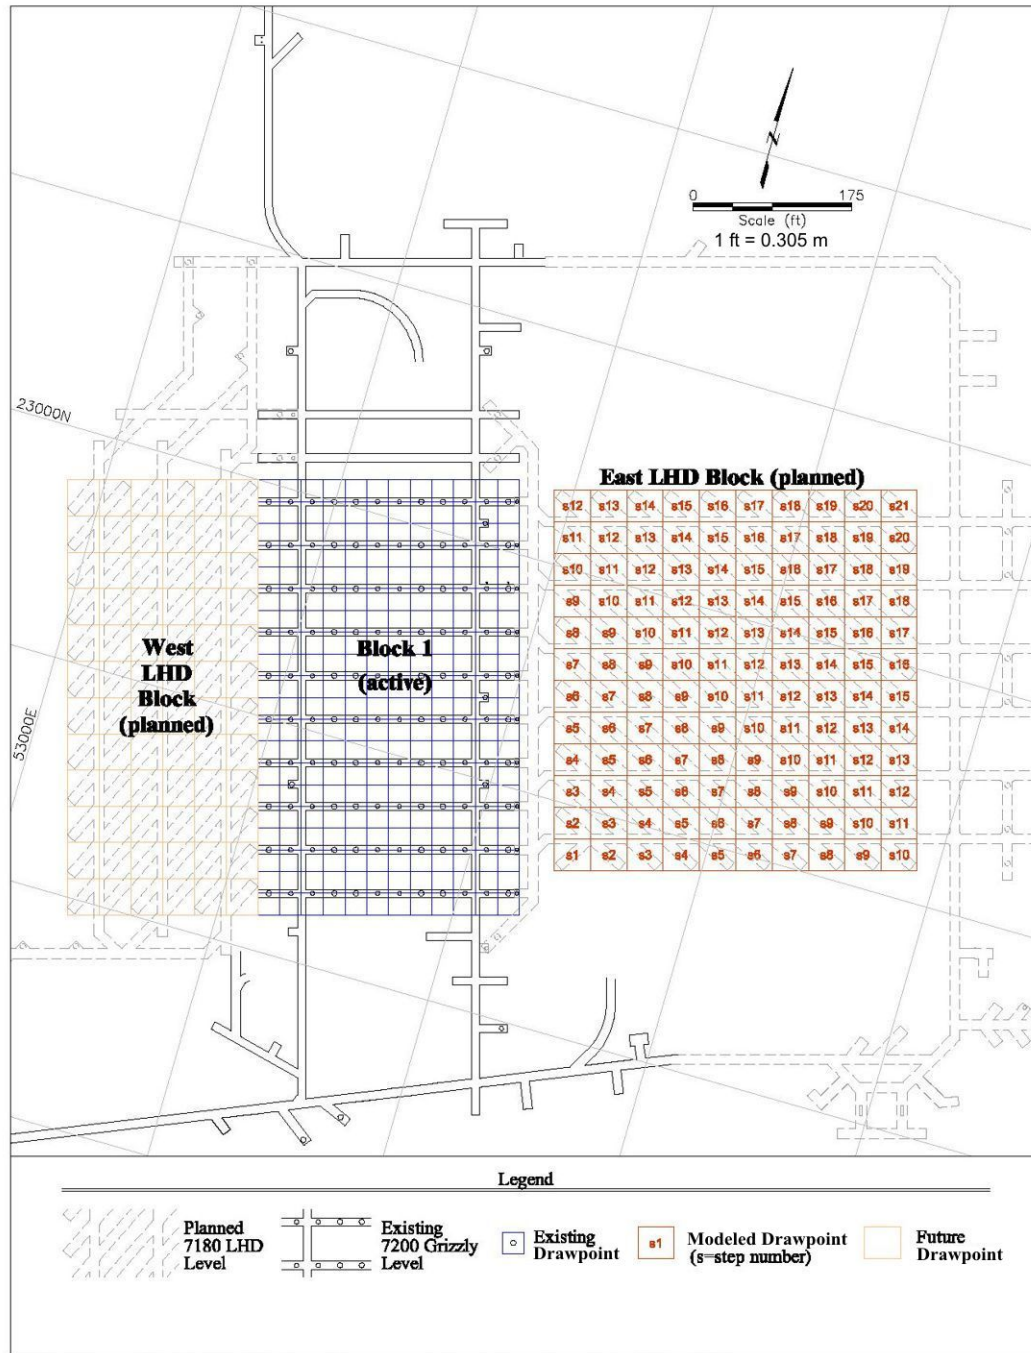 N
0 175
Scale (ft)
1 ft = 0.305 m
23000N
53000E
East LHD Block (planned)
s12 s13 s14 s15 s16 s17 s18 s19 s20 s21
s11 s12 s13 s14 s15 s16 s17 s18 s19 s20
s10 s11 s12 s13 s14 s15 s16 s17 s18 s19
s9 s10 s11 s12 s13 s14 s15 s16 s17 s18
s8 s9 s10 s11 s12 s13 s14 s15 s16 s17
s7 s8 s9 s10 s11 s12 s13 s14 s15 s16
s6 s7 s8 s9 s10 s11 s12 s13 s14 s15
s5 s6 s7 s8 s9 s10 s11 s12 s13 s14
s4 s5 s6 s7 s8 s9 s10 s11 s12 s13
s3 s4 s5 s6 s7 s8 s9 s10 s11 s12
s2 s3 s4 s5 s6 s7 s8 s9 s10 s11
s1 s2 s3 s4 s5 s6 s7 s8 s9 s10
West
LHD
Block
(planned)
Block 1
(active)
Legend
Planned
7180 LHD
Level
Existing
7200 Grizzly
Level
Existing
Drawpoint
s1
Modeled Drawpoint
(s=step number)
Future
Drawpoint